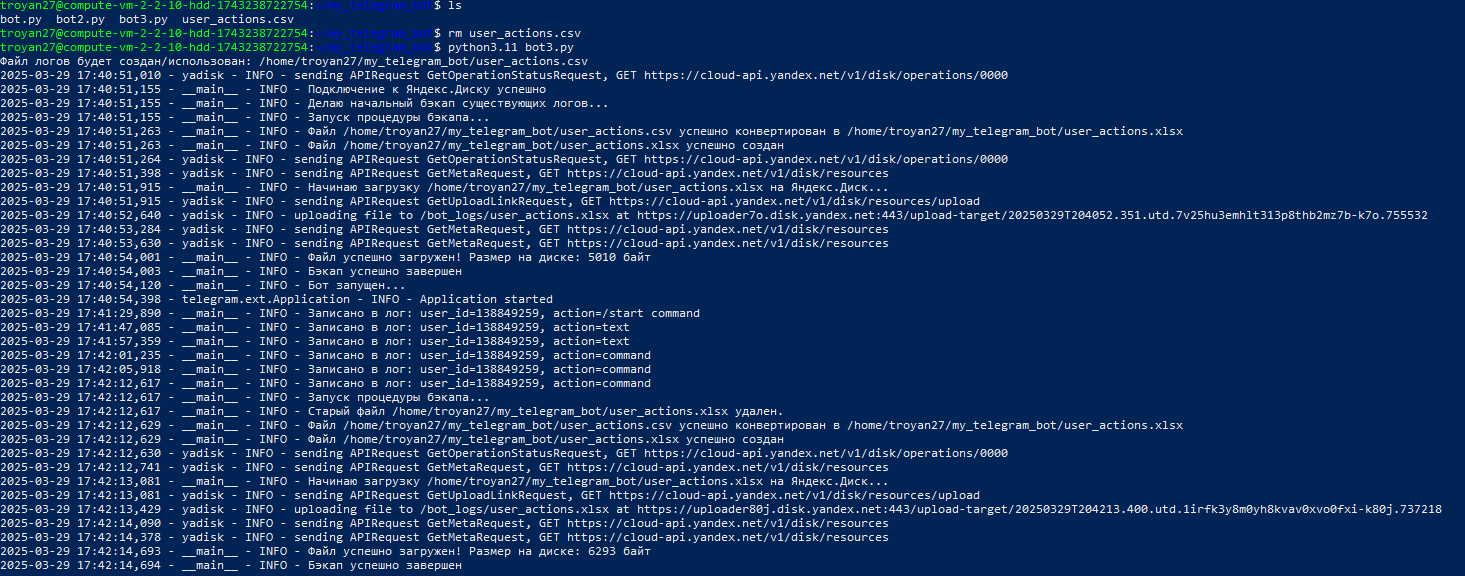 troyan27@compute-vm-2-2-10-hdd-1743238722754:~/my_telegram_bot$ ls
bot.py  bot2.py  bot3.py  user_actions.csv
troyan27@compute-vm-2-2-10-hdd-1743238722754:~/my_telegram_bot$ rm user_actions.csv
troyan27@compute-vm-2-2-10-hdd-1743238722754:~/my_telegram_bot$ python3.11 bot3.py
Файл логов будет создан/использован: /home/troyan27/my_telegram_bot/user_actions.csv
2025-03-29 17:40:51,010 - yadisk - INFO - sending APIRequest GetOperationStatusRequest, GET https://cloud-api.yandex.net/v1/disk/operations/0000
2025-03-29 17:40:51,155 - __main__ - INFO - Подключение к Яндекс.Диску успешно
2025-03-29 17:40:51,155 - __main__ - INFO - Делаю начальный бэкап существующих логов...
2025-03-29 17:40:51,155 - __main__ - INFO - Запуск процедуры бэкапа...
2025-03-29 17:40:51,263 - __main__ - INFO - Файл /home/troyan27/my_telegram_bot/user_actions.csv успешно конвертирован в /home/troyan27/my_telegram_bot/user_actions.xlsx
2025-03-29 17:40:51,263 - __main__ - INFO - Файл /home/troyan27/my_telegram_bot/user_actions.xlsx успешно создан
2025-03-29 17:40:51,264 - yadisk - INFO - sending APIRequest GetOperationStatusRequest, GET https://cloud-api.yandex.net/v1/disk/operations/0000
2025-03-29 17:40:51,398 - yadisk - INFO - sending APIRequest GetMetaRequest, GET https://cloud-api.yandex.net/v1/disk/resources
2025-03-29 17:40:51,915 - __main__ - INFO - Начинаю загрузку /home/troyan27/my_telegram_bot/user_actions.xlsx на Яндекс.Диск...
2025-03-29 17:40:51,915 - yadisk - INFO - sending APIRequest GetUploadLinkRequest, GET https://cloud-api.yandex.net/v1/disk/resources/upload
2025-03-29 17:40:52,640 - yadisk - INFO - uploading file to /bot_logs/user_actions.xlsx at https://uploader7o.disk.yandex.net:443/upload-target/20250329T204052.351.utd.7v25hu3emhlt313p8thb2mz7b-k7o.755532
2025-03-29 17:40:53,284 - yadisk - INFO - sending APIRequest GetMetaRequest, GET https://cloud-api.yandex.net/v1/disk/resources
2025-03-29 17:40:53,630 - yadisk - INFO - sending APIRequest GetMetaRequest, GET https://cloud-api.yandex.net/v1/disk/resources
2025-03-29 17:40:54,001 - __main__ - INFO - Файл успешно загружен! Размер на диске: 5010 байт
2025-03-29 17:40:54,003 - __main__ - INFO - Бэкап успешно завершен
2025-03-29 17:40:54,120 - __main__ - INFO - Бот запущен...
2025-03-29 17:40:54,398 - telegram.ext.Application - INFO - Application started
2025-03-29 17:41:29,890 - __main__ - INFO - Записано в лог: user_id=138849259, action=/start command
2025-03-29 17:41:47,085 - __main__ - INFO - Записано в лог: user_id=138849259, action=text
2025-03-29 17:41:57,359 - __main__ - INFO - Записано в лог: user_id=138849259, action=text
2025-03-29 17:42:01,235 - __main__ - INFO - Записано в лог: user_id=138849259, action=command
2025-03-29 17:42:05,918 - __main__ - INFO - Записано в лог: user_id=138849259, action=command
2025-03-29 17:42:12,617 - __main__ - INFO - Записано в лог: user_id=138849259, action=command
2025-03-29 17:42:12,617 - __main__ - INFO - Запуск процедуры бэкапа...
2025-03-29 17:42:12,617 - __main__ - INFO - Старый файл /home/troyan27/my_telegram_bot/user_actions.xlsx удален.
2025-03-29 17:42:12,629 - __main__ - INFO - Файл /home/troyan27/my_telegram_bot/user_actions.csv успешно конвертирован в /home/troyan27/my_telegram_bot/user_actions.xlsx
2025-03-29 17:42:12,629 - __main__ - INFO - Файл /home/troyan27/my_telegram_bot/user_actions.xlsx успешно создан
2025-03-29 17:42:12,630 - yadisk - INFO - sending APIRequest GetOperationStatusRequest, GET https://cloud-api.yandex.net/v1/disk/operations/0000
2025-03-29 17:42:12,741 - yadisk - INFO - sending APIRequest GetMetaRequest, GET https://cloud-api.yandex.net/v1/disk/resources
2025-03-29 17:42:13,081 - __main__ - INFO - Начинаю загрузку /home/troyan27/my_telegram_bot/user_actions.xlsx на Яндекс.Диск...
2025-03-29 17:42:13,081 - yadisk - INFO - sending APIRequest GetUploadLinkRequest, GET https://cloud-api.yandex.net/v1/disk/resources/upload
2025-03-29 17:42:13,429 - yadisk - INFO - uploading file to /bot_logs/user_actions.xlsx at https://uploader80j.disk.yandex.net:443/upload-target/20250329T204213.400.utd.1irfk3y8m0yh8kvav0xvo0fxi-k80j.737218
2025-03-29 17:42:14,090 - yadisk - INFO - sending APIRequest GetMetaRequest, GET https://cloud-api.yandex.net/v1/disk/resources
2025-03-29 17:42:14,378 - yadisk - INFO - sending APIRequest GetMetaRequest, GET https://cloud-api.yandex.net/v1/disk/resources
2025-03-29 17:42:14,693 - __main__ - INFO - Файл успешно загружен! Размер на диске: 6293 байт
2025-03-29 17:42:14,694 - __main__ - INFO - Бэкап успешно завершен